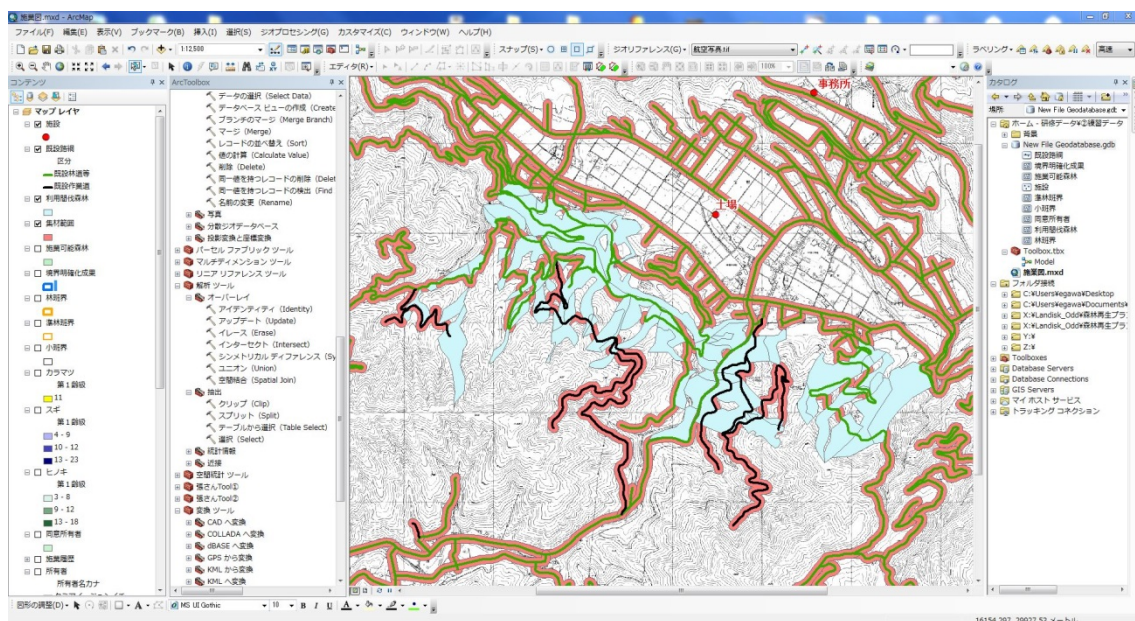 施業図.mxd - ArcMap
ファイル(F) 編集(E) 表示(V) ブックマーク(B) 挿入(I) 選択(S) ジオプロセシング(G) カスタマイズ(C) ウィンドウ(W) ヘルプ(H)
1:12,500 スナップ(S) ジオリファレンス(G) 航空写真.tif ラベリング 高速
エディタ(R) 100%
コンテンツ
マップ レイヤ
施設
既設路網
区分
既設林道等
既設作業道
利用間伐森林
集材範囲
施業可能森林
境界明確化成果
林班界
準林班界
小班界
カラマツ
第1齢級
11
スギ
第1齢級
4 - 9
10 - 12
13 - 23
ヒノキ
第1齢級
3 - 8
9 - 12
13 - 18
同意所有者
施業履歴
所有者
所有者名カナ
ArcToolbox
データの選択 (Select Data)
データベース ビューの作成 (Create
ブランチのマージ (Merge Branch)
マージ (Merge)
レコードの並べ替え (Sort)
値の計算 (Calculate Value)
削除 (Delete)
同一値を持つレコードの削除 (Delet
同一値を持つレコードの検出 (Find
名前の変更 (Rename)
写真
分散ジオデータベース
投影変換と座標変換
パーセル ファブリック ツール
マルチディメンション ツール
リニア リファレンス ツール
解析 ツール
オーバーレイ
アイデンティティ (Identity)
アップデート (Update)
イレース (Erase)
インターセクト (Intersect)
シンメトリカル ディファレンス (Sy
ユニオン (Union)
空間結合 (Spatial Join)
抽出
クリップ (Clip)
スプリット (Split)
テーブルから選択 (Table Select)
選択 (Select)
統計情報
近接
空間統計 ツール
張さんTool①
張さんTool②
変換 ツール
CAD へ変換
COLLADA へ変換
dBASE へ変換
GPS から変換
KML から変換
KML へ変換
事務所
土場
カタログ
場所 New File Geodatabase.gdb
ホーム - 研修データ¥②練習データ
背景
New File Geodatabase.gdb
既設路網
境界明確化成果
施業可能森林
施設
準林班界
小班界
同意所有者
利用間伐森林
林班界
Toolbox.tbx
Model
施業図.mxd
フォルダ接続
C:¥Users¥egawa¥Desktop
C:¥Users¥egawa¥Documents¥
X:¥Landisk_Odd¥森林再生プラ
X:¥Landisk_Odd¥森林再生プラ
Y:¥
Z:¥
Toolboxes
Database Servers
Database Connections
GIS Servers
マイ ホスト サービス
トラッキング コネクション
図形の調整(D) MS UI Gothic 10 B I U A
16154.297 29027.53 メートル